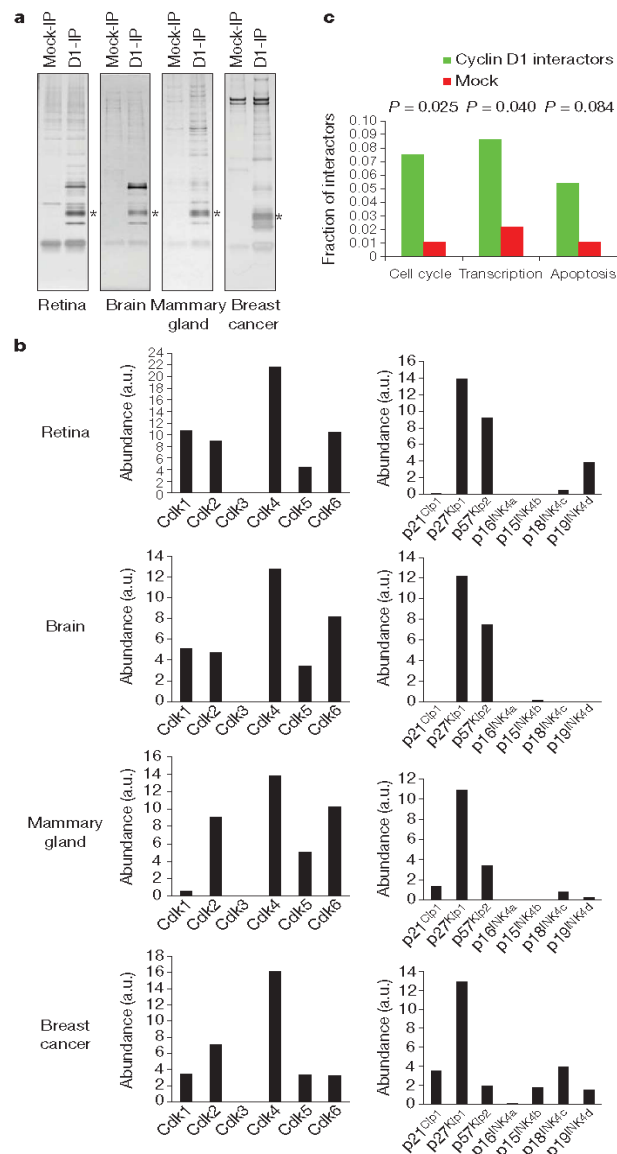 a
Mock-IP
D1-IP
Mock-IP
D1-IP
Mock-IP
D1-IP
Mock-IP
D1-IP
*
*
*
*
Retina
Brain
Mammary
gland
Breast
cancer
c
Cyclin D1 interactors
Mock
P = 0.025
P = 0.040
P = 0.084
Fraction of interactors
0.10
0.09
0.08
0.07
0.06
0.05
0.04
0.03
0.02
0.01
0
Cell cycle
Transcription
Apoptosis
b
Retina
Abundance (a.u.)
24
22
20
18
16
14
12
10
8
6
4
2
0
Cdk1
Cdk2
Cdk3
Cdk4
Cdk5
Cdk6
Abundance (a.u.)
16
14
12
10
8
6
4
2
0
p21Cip1
p27Kip1
p57Kip2
p16INK4a
p15INK4b
p18INK4c
p19INK4d
Brain
Abundance (a.u.)
14
12
10
8
6
4
2
0
Cdk1
Cdk2
Cdk3
Cdk4
Cdk5
Cdk6
Abundance (a.u.)
14
12
10
8
6
4
2
0
p21Cip1
p27Kip1
p57Kip2
p16INK4a
p15INK4b
p18INK4c
p19INK4d
Mammary
gland
Abundance (a.u.)
16
14
12
10
8
6
4
2
0
Cdk1
Cdk2
Cdk3
Cdk4
Cdk5
Cdk6
Abundance (a.u.)
12
10
8
6
4
2
0
p21Cip1
p27Kip1
p57Kip2
p16INK4a
p15INK4b
p18INK4c
p19INK4d
Breast
cancer
Abundance (a.u.)
18
16
14
12
10
8
6
4
2
0
Cdk1
Cdk2
Cdk3
Cdk4
Cdk5
Cdk6
Abundance (a.u.)
14
12
10
8
6
4
2
0
p21Cip1
p27Kip1
p57Kip2
p16INK4a
p15INK4b
p18INK4c
p19INK4d